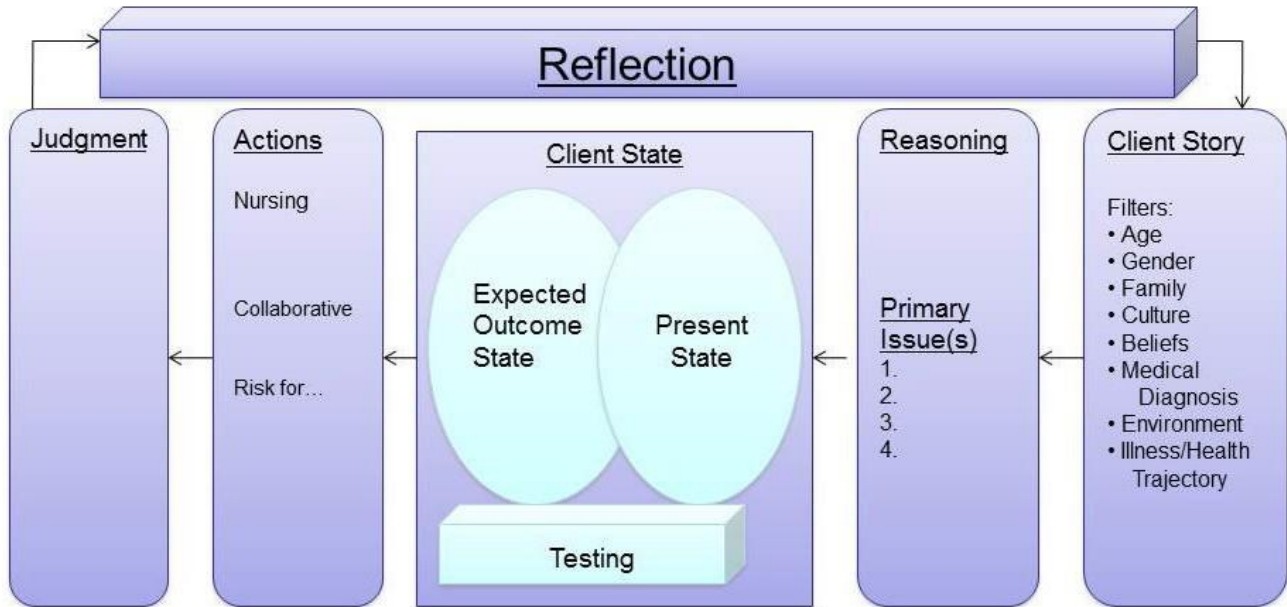 Reflection
Judgment
Actions
Nursing
Collaborative
Risk for…
Client State
Expected
Outcome
State
Present
State
Testing
Reasoning
Primary
Issue(s)
1.
2.
3.
4.
Client Story
Filters:
• Age
• Gender
• Family
• Culture
• Beliefs
• Medical
Diagnosis
• Environment
• Illness/Health
Trajectory